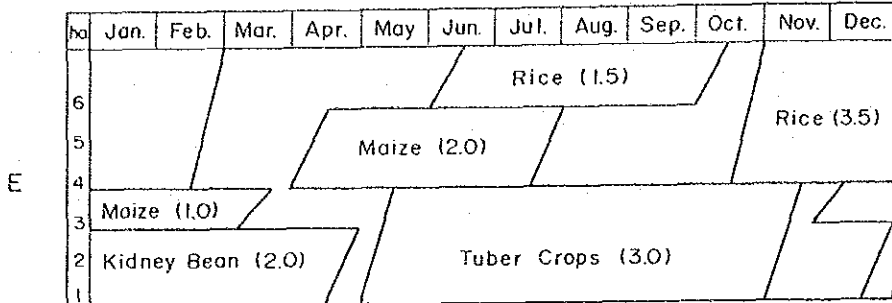 ha Jan. Feb. Mar. Apr. May Jun. Jul. Aug. Sep. Oct. Nov. Dec.
Rice (1.5)
6
Rice (3.5)
5
Maize (2.0)
E
4
Maize (1.0)
3
2 Kidney Bean (2.0) Tuber Crops (3.0)
1